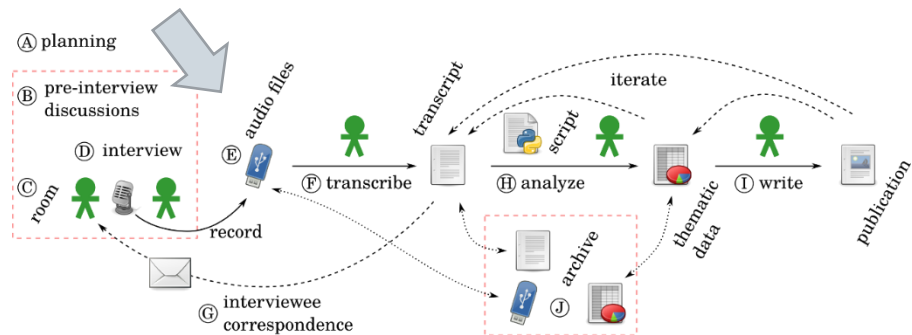 Ⓐ planning
Ⓑ pre-interview
discussions
Ⓓ interview
Ⓒ room
record
Ⓔ audio files
Ⓕ transcribe
transcript
Ⓖ interviewee
correspondence
script
Ⓗ analyze
iterate
thematic
data
Ⓘ write
publication
archive
Ⓙ